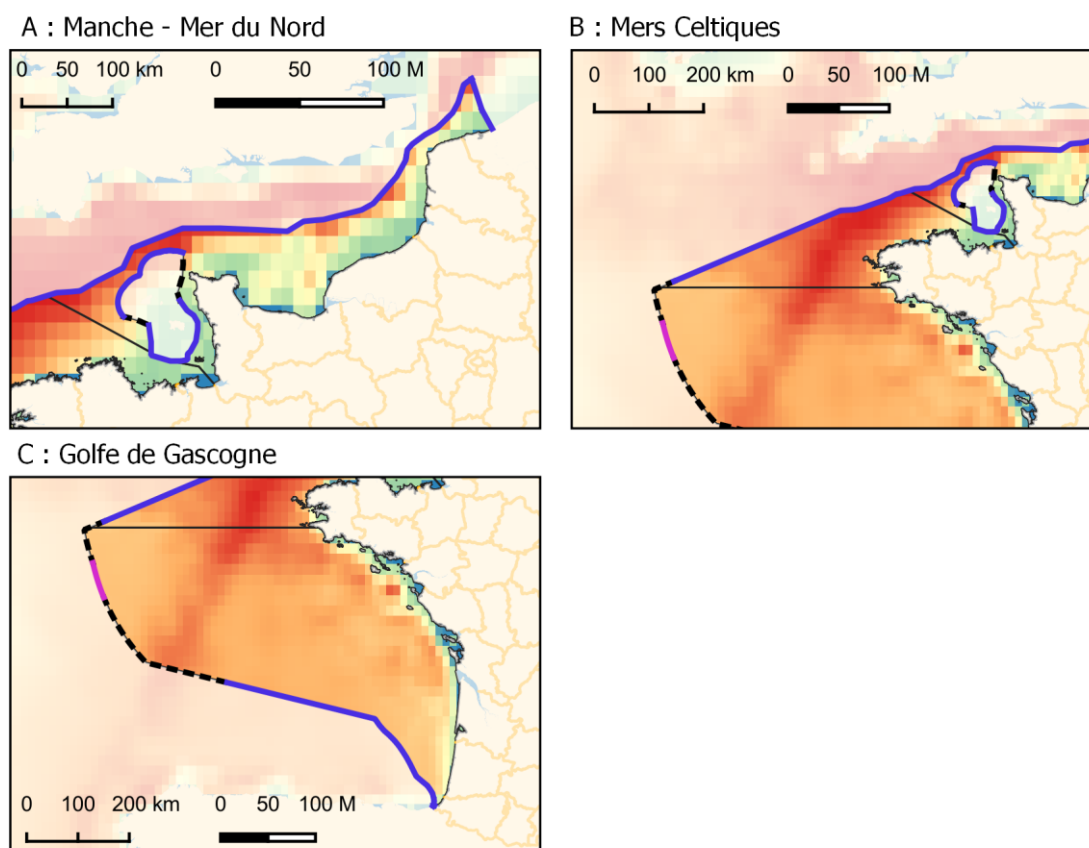 A : Manche - Mer du Nord
0 50 100 km 0 50 100 M
B : Mers Celtiques
0 100 200 km 0 50 100 M
C : Golfe de Gascogne
0 100 200 km 0 50 100 M